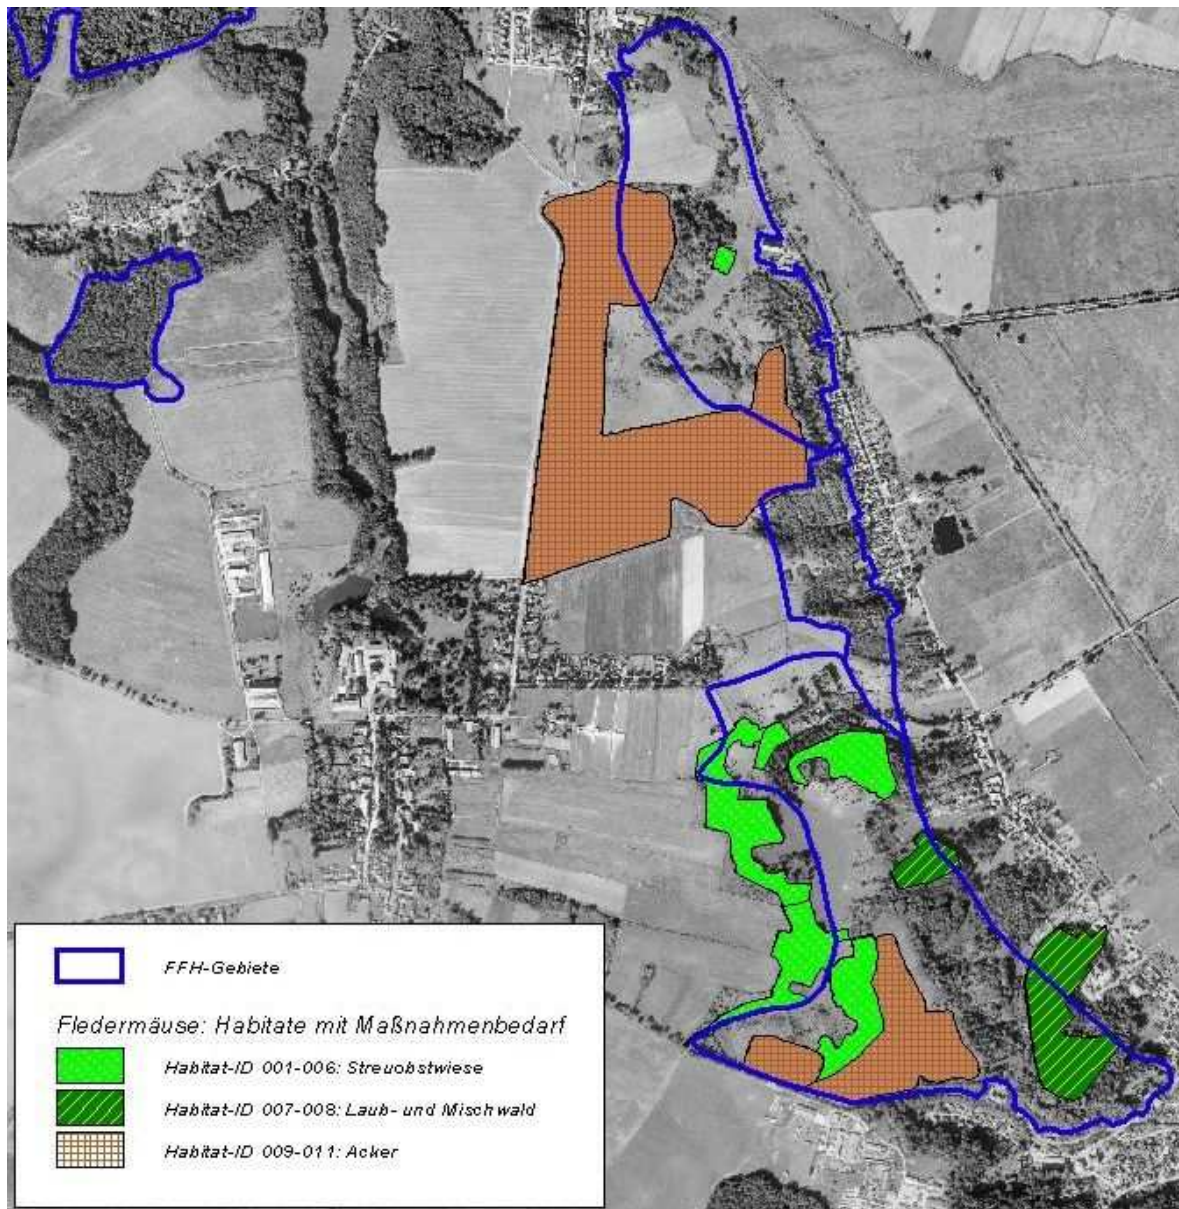 FFH-Gebiete
Fledermäuse: Habitate mit Maßnahmenbedarf
Habitat-ID 001-006: Streuobstwiese
Habitat-ID 007-008: Laub- und Mischwald
Habitat-ID 009-011: Acker